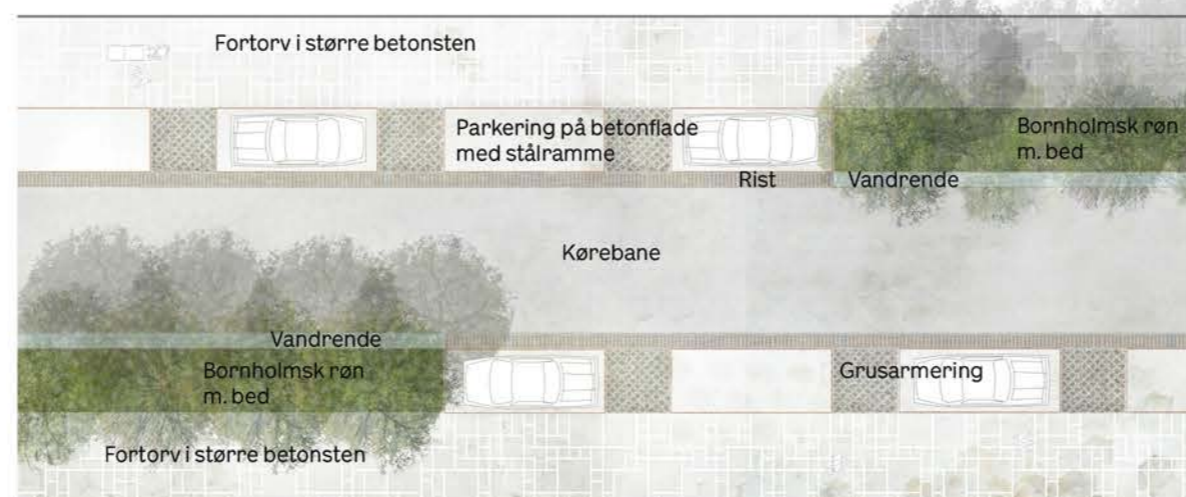 Fortorv i større betonsten
Parkering på betonflade
med stålramme
Bornholmsk røn
m. bed
Rist
Vandrende
Kørebane
Vandrende
Bornholmsk røn
m. bed
Grusarmering
Fortorv i større betonsten